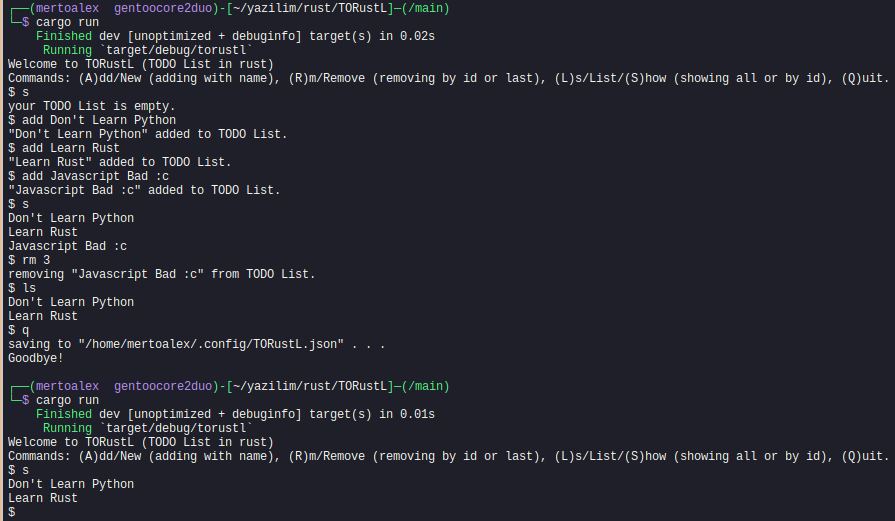 ┌──(mertoalex  gentoocore2duo)-[~/yazilim/rust/TORustL]─(/main)
└─$ cargo run
    Finished dev [unoptimized + debuginfo] target(s) in 0.02s
     Running `target/debug/torustl`
Welcome to TORustL (TODO List in rust)
Commands: (A)dd/New (adding with name), (R)m/Remove (removing by id or last), (L)s/List/(S)how (showing all or by id), (Q)uit.
$ s
your TODO List is empty.
$ add Don't Learn Python
"Don't Learn Python" added to TODO List.
$ add Learn Rust
"Learn Rust" added to TODO List.
$ add Javascript Bad :c
"Javascript Bad :c" added to TODO List.
$ s
Don't Learn Python
Learn Rust
Javascript Bad :c
$ rm 3
removing "Javascript Bad :c" from TODO List.
$ ls
Don't Learn Python
Learn Rust
$ q
saving to "/home/mertoalex/.config/TORustL.json" . . .
Goodbye!

┌──(mertoalex  gentoocore2duo)-[~/yazilim/rust/TORustL]─(/main)
└─$ cargo run
    Finished dev [unoptimized + debuginfo] target(s) in 0.01s
     Running `target/debug/torustl`
Welcome to TORustL (TODO List in rust)
Commands: (A)dd/New (adding with name), (R)m/Remove (removing by id or last), (L)s/List/(S)how (showing all or by id), (Q)uit.
$ s
Don't Learn Python
Learn Rust
$